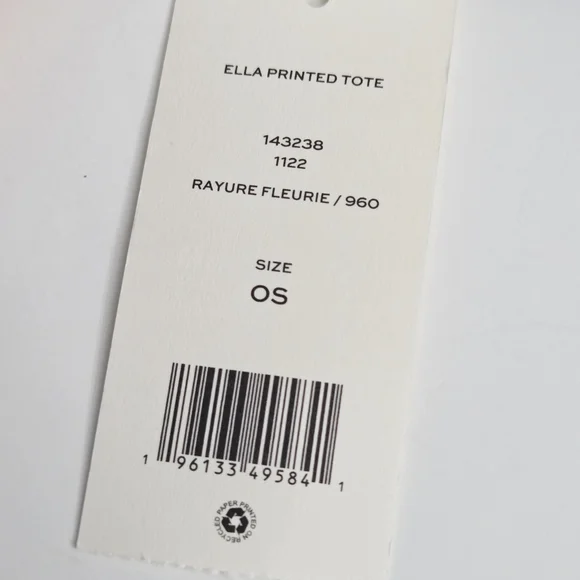 ELLA PRINTED TOTE
143238
1122
RAYURE FLEURIE / 960
SIZE
OS
1 96133 49584 1
RECYCLED PAPER PRINTED ON